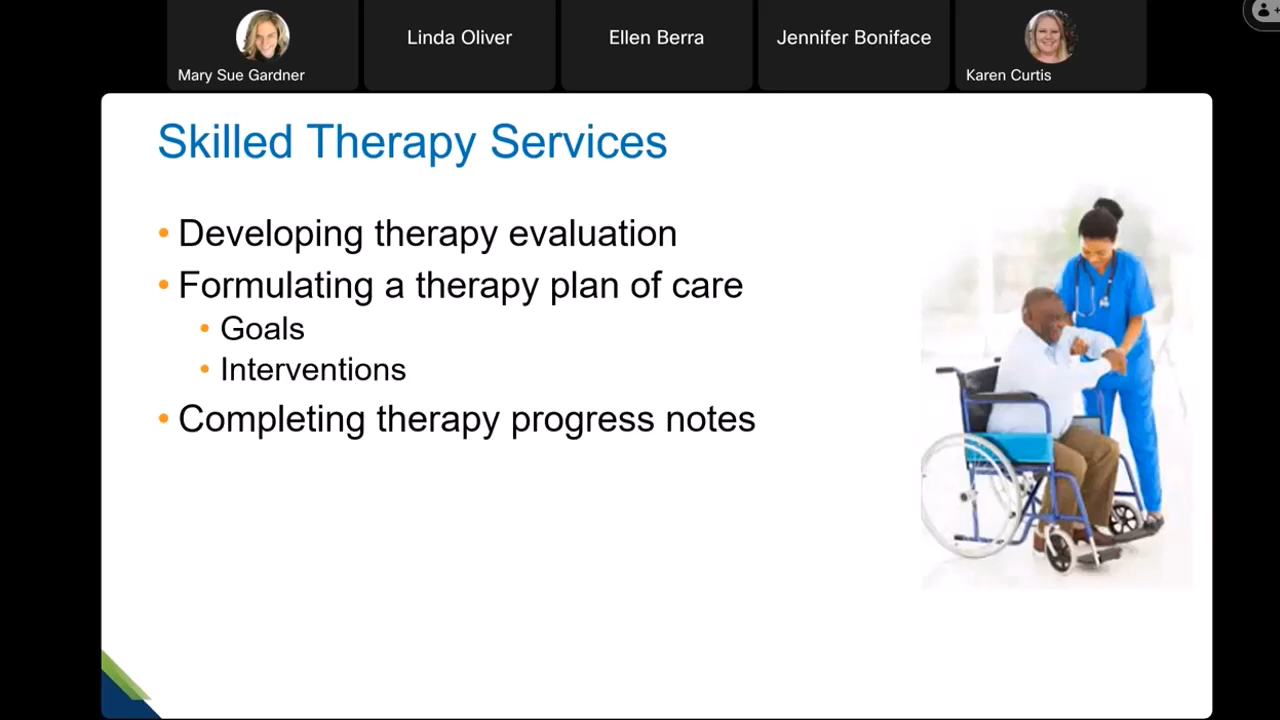 Linda Oliver
Ellen Berra
Jennifer Boniface
Mary Sue Gardner
Karen Curtis
Skilled Therapy Services
• Developing therapy evaluation
• Formulating a therapy plan of care
• Goals
• Interventions
• Completing therapy progress notes